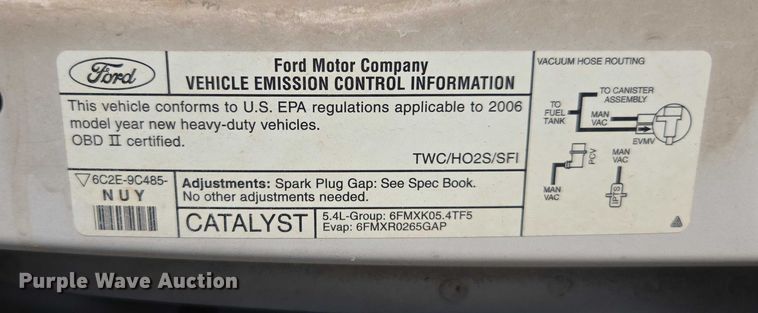 Ford
Ford Motor Company
VEHICLE EMISSION CONTROL INFORMATION
This vehicle conforms to U.S. EPA regulations applicable to 2006
model year new heavy-duty vehicles.
OBD II certified.
TWC/HO2S/SFI
6C2E-9C485-
NUY
Adjustments: Spark Plug Gap: See Spec Book.
No other adjustments needed.
CATALYST
5.4L-Group: 6FMXK05.4TF5
Evap: 6FMXR0265GAP
VACUUM HOSE ROUTING
TO CANISTER
ASSEMBLY
TO
FUEL
TANK
MAN
VAC
EVMV
PCV
MAN
VAC
MAN
VAC
IPTS
Purple Wave Auction